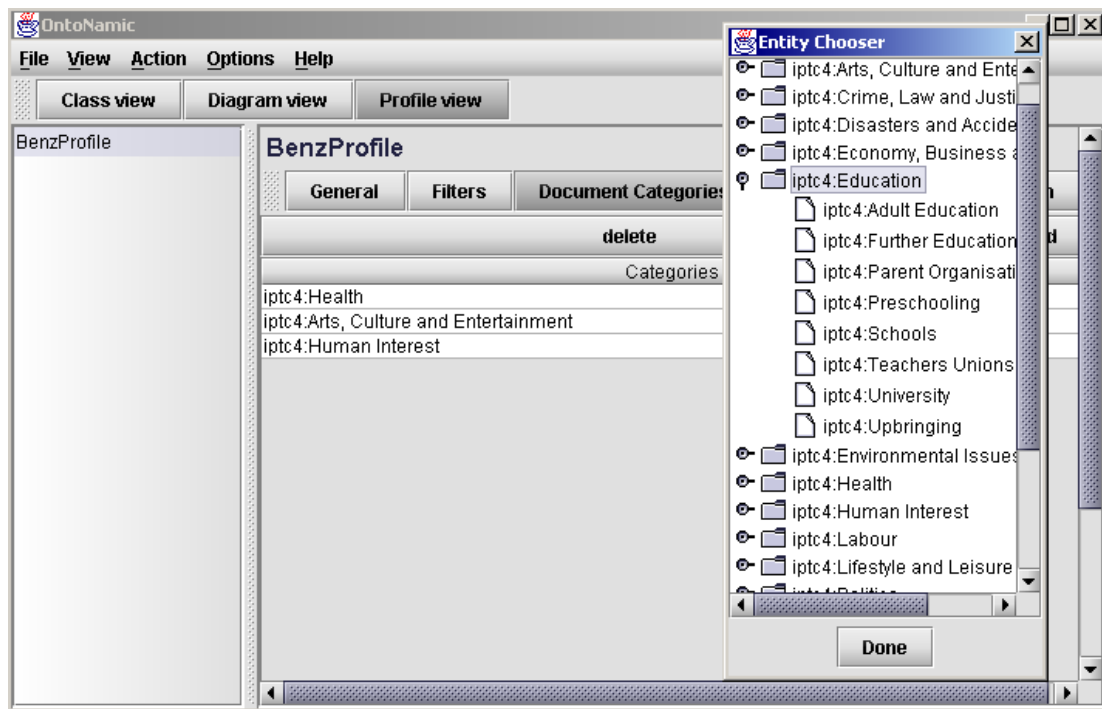 OntoNamic
File View Action Options Help
Class view Diagram view Profile view
BenzProfile
BenzProfile
General Filters Document Categories
delete
Categories
iptc4:Health
iptc4:Arts, Culture and Entertainment
iptc4:Human Interest
Entity Chooser
iptc4:Arts, Culture and Ente
iptc4:Crime, Law and Justi
iptc4:Disasters and Accide
iptc4:Economy, Business
iptc4:Education
iptc4:Adult Education
iptc4:Further Education
iptc4:Parent Organisati
iptc4:Preschooling
iptc4:Schools
iptc4:Teachers Unions
iptc4:University
iptc4:Upbringing
iptc4:Environmental Issues
iptc4:Health
iptc4:Human Interest
iptc4:Labour
iptc4:Lifestyle and Leisure
iptc4:Politics
Done